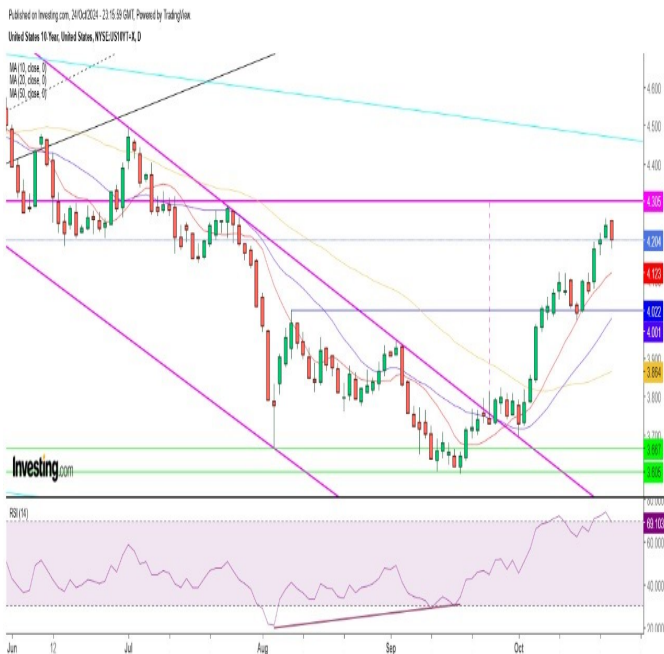 Published on Investing.com, 24/Oct/2024 - 23:15:59 GMT, Powered by TradingView.
United States 10-Year, United States, NYSE:US10YT=X, D
MA (10, close, 0)
MA (20, close, 0)
MA (50, close, 0)
4.600
4.500
4.400
4.305
4.204
4.123
4.022
4.001
3.900
3.864
3.800
3.700
3.667
3.605
Investing.com
80.000
RSI (14)
69.103
60.000
40.000
20.000
Jun 12 Jul Aug Sep Oct